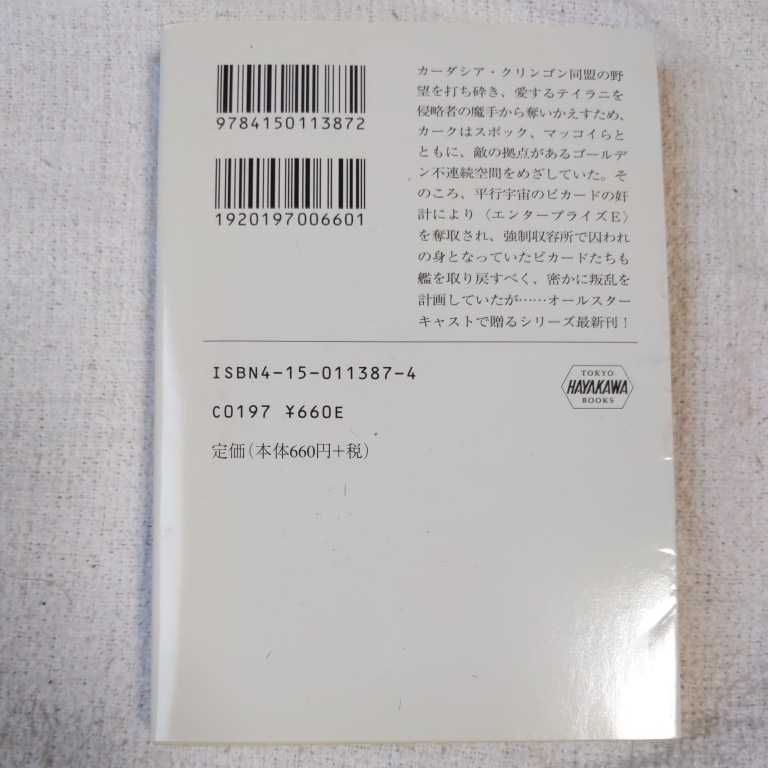 9784150113872
1920197006601
カーダシア・クリンゴン同盟の野
望を打ち砕き、愛するテイラニを
侵略者の魔手から奪いかえすため、
カークはスポック、マッコイらと
ともに、敵の拠点があるゴールデ
ン不連続空間をめざしていた。そ
のころ、平行宇宙のピカードの奸
計により〈エンタープライズE〉
を奪取され、強制収容所で囚われ
の身となっていたピカードたちも
艦を取り戻すべく、密かに叛乱を
計画していたが……オールスター
キャストで贈るシリーズ最新刊！
ISBN4-15-011387-4
C0197 ¥660E
定価(本体660円+税)
TOKYO
HAYAKAWA
BOOKS